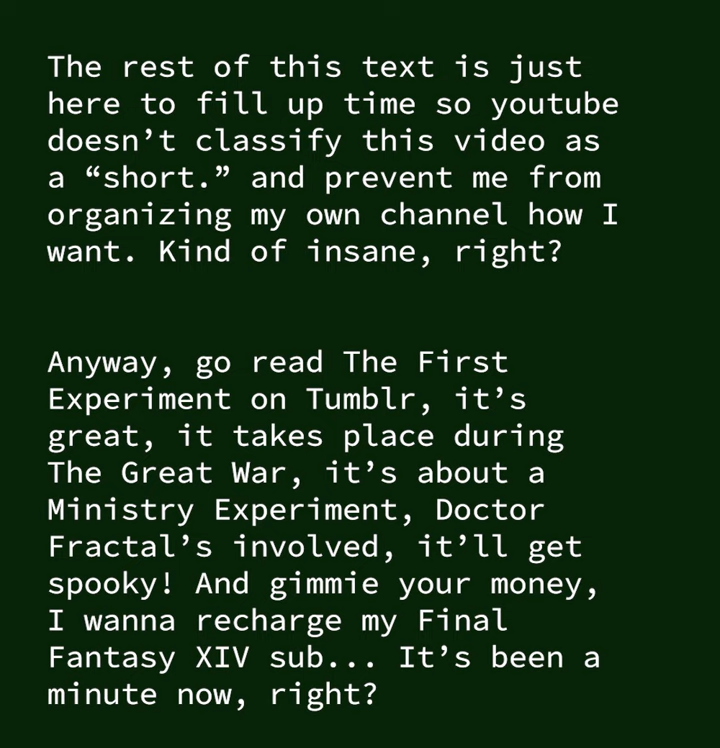 The rest of this text is just
here to fill up time so youtube
doesn’t classify this video as
a “short.” and prevent me from
organizing my own channel how I
want. Kind of insane, right?
Anyway, go read The First
Experiment on Tumblr, it’s
great, it takes place during
The Great War, it’s about a
Ministry Experiment, Doctor
Fractal’s involved, it’ll get
spooky! And gimmie your money,
I wanna recharge my Final
Fantasy XIV sub... It’s been a
minute now, right?